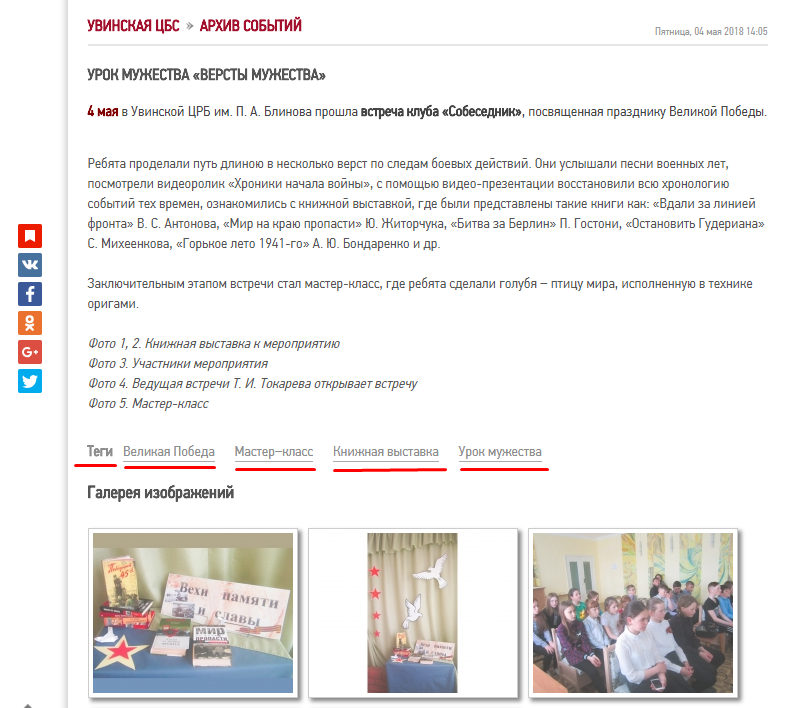 УВИНСКАЯ ЦБС » АРХИВ СОБЫТИЙ
Пятница, 04 мая 2018 14:05
УРОК МУЖЕСТВА «ВЕРСТЫ МУЖЕСТВА»
4 мая в Увинской ЦРБ им. П. А. Блинова прошла встреча клуба «Собеседник», посвященная празднику Великой Победы.
Ребята проделали путь длиною в несколько верст по следам боевых действий. Они услышали песни военных лет,
посмотрели видеоролик «Хроники начала войны», с помощью видео-презентации восстановили всю хронологию
событий тех времен, ознакомились с книжной выставкой, где были представлены такие книги как: «Вдали за линией
фронта» В. С. Антонова, «Мир на краю пропасти» Ю. Житорчука, «Битва за Берлин» П. Гостони, «Остановить Гудериана»
С. Михеенкова, «Горькое лето 1941-го» А. Ю. Бондаренко и др.
Заключительным этапом встречи стал мастер-класс, где ребята сделали голубя – птицу мира, исполненную в технике
оригами.
Фото 1, 2. Книжная выставка к мероприятию
Фото 3. Участники мероприятия
Фото 4. Ведущая встречи Т. И. Токарева открывает встречу
Фото 5. Мастер-класс
G+
Теги Великая Победа Мастер–класс Книжная выставка Урок мужества
Галерея изображений
Вехи памяти
и славы
МИР